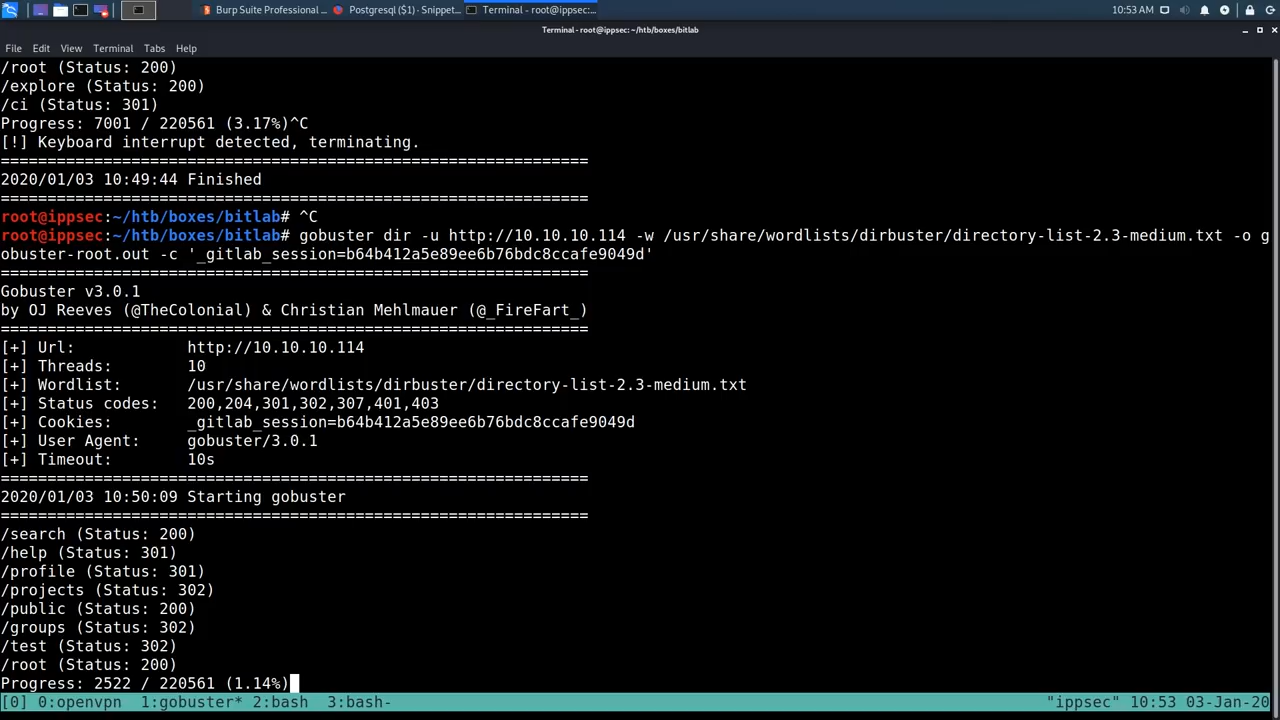 Burp Suite Professional ...
Postgresql ($1) · Snippet...
Terminal - root@ippsec:...
10:53 AM
Terminal - root@ippsec: ~/htb/boxes/bitlab
File Edit View Terminal Tabs Help
/root (Status: 200)
/explore (Status: 200)
/ci (Status: 301)
Progress: 7001 / 220561 (3.17%)^C
[!] Keyboard interrupt detected, terminating.
===============================================================
2020/01/03 10:49:44 Finished
===============================================================
root@ippsec:~/htb/boxes/bitlab# ^C
root@ippsec:~/htb/boxes/bitlab# gobuster dir -u http://10.10.10.114 -w /usr/share/wordlists/dirbuster/directory-list-2.3-medium.txt -o g
obuster-root.out -c '_gitlab_session=b64b412a5e89ee6b76bdc8ccafe9049d'
===============================================================
Gobuster v3.0.1
by OJ Reeves (@TheColonial) & Christian Mehlmauer (@_FireFart_)
===============================================================
[+] Url:            http://10.10.10.114
[+] Threads:        10
[+] Wordlist:       /usr/share/wordlists/dirbuster/directory-list-2.3-medium.txt
[+] Status codes:   200,204,301,302,307,401,403
[+] Cookies:        _gitlab_session=b64b412a5e89ee6b76bdc8ccafe9049d
[+] User Agent:     gobuster/3.0.1
[+] Timeout:        10s
===============================================================
2020/01/03 10:50:09 Starting gobuster
===============================================================
/search (Status: 200)
/help (Status: 301)
/profile (Status: 301)
/projects (Status: 302)
/public (Status: 200)
/groups (Status: 302)
/test (Status: 302)
/root (Status: 200)
Progress: 2522 / 220561 (1.14%)
[0] 0:openvpn  1:gobuster* 2:bash  3:bash-  "ippsec" 10:53 03-Jan-20